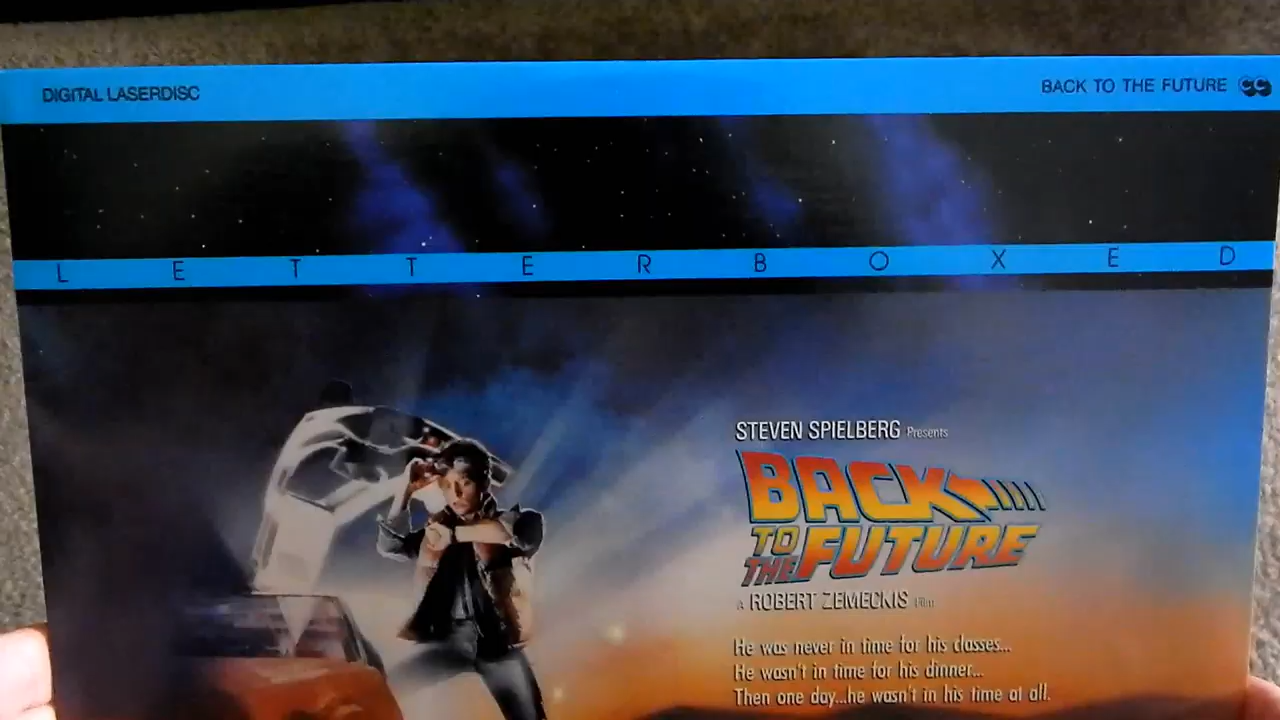 DIGITAL LASERDISC
BACK TO THE FUTURE CC
LETTERBOXED
STEVEN SPIELBERG Presents
BACK
TO
THE FUTURE
A ROBERT ZEMECKIS Film
He was never in time for his classes...
He wasn't in time for his dinner...
Then one day...he wasn't in his time at all.